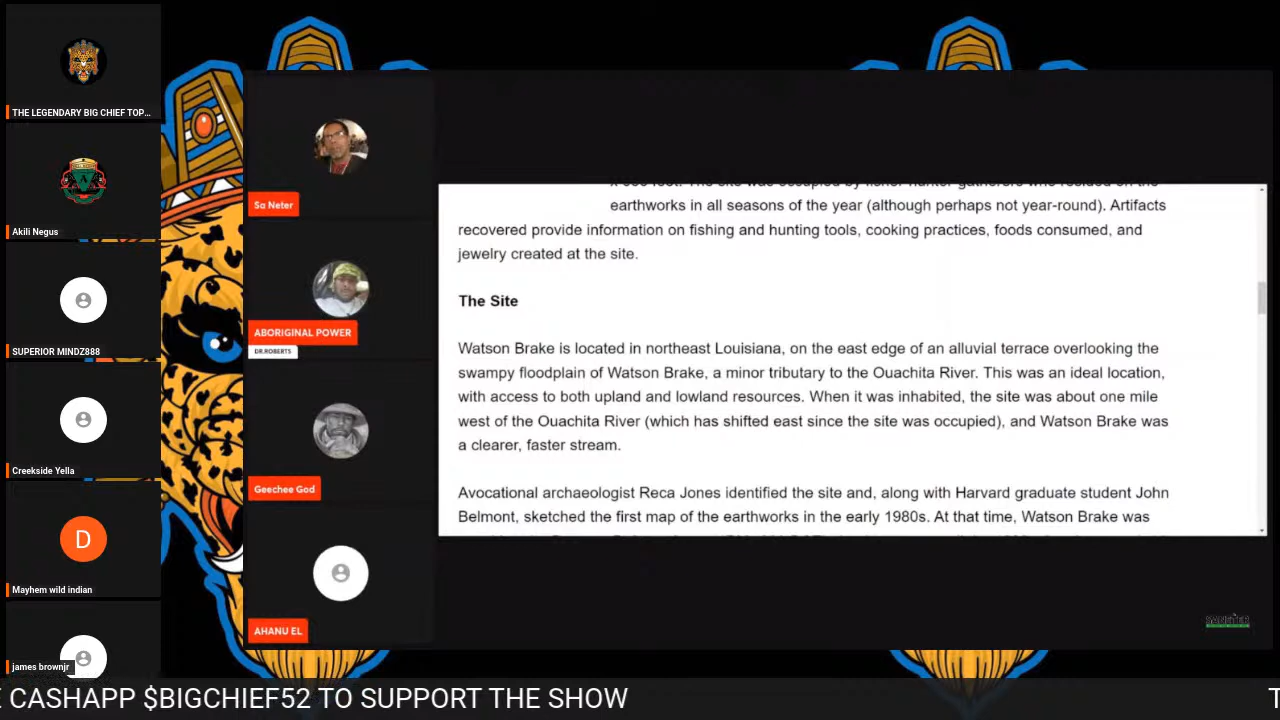 THE LEGENDARY BIG CHIEF TOP...
Akili Negus
SUPERIOR MINDZ888
Creekside Yella
D
Mayhem wild indian
james brownjr
Sa Neter
ABORIGINAL POWER
DR.ROBERTS
Geechee God
AHANU EL
earthworks in all seasons of the year (although perhaps not year-round). Artifacts
recovered provide information on fishing and hunting tools, cooking practices, foods consumed, and
jewelry created at the site.
The Site
Watson Brake is located in northeast Louisiana, on the east edge of an alluvial terrace overlooking the
swampy floodplain of Watson Brake, a minor tributary to the Ouachita River. This was an ideal location,
with access to both upland and lowland resources. When it was inhabited, the site was about one mile
west of the Ouachita River (which has shifted east since the site was occupied), and Watson Brake was
a clearer, faster stream.
Avocational archaeologist Reca Jones identified the site and, along with Harvard graduate student John
Belmont, sketched the first map of the earthworks in the early 1980s. At that time, Watson Brake was
SANETER
CASHAPP $BIGCHIEF52 TO SUPPORT THE SHOW